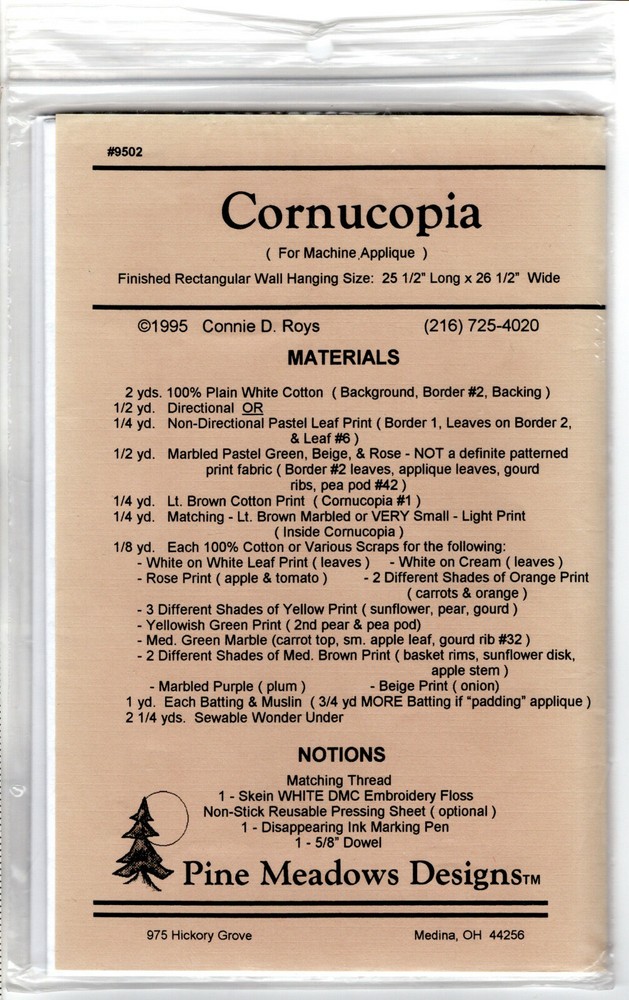 #9502
Cornucopia
( For Machine Applique )
Finished Rectangular Wall Hanging Size: 25 1/2" Long x 26 1/2" Wide
©1995 Connie D. Roys (216) 725-4020
MATERIALS
2 yds. 100% Plain White Cotton ( Background, Border #2, Backing )
1/2 yd. Directional OR
1/4 yd. Non-Directional Pastel Leaf Print ( Border 1, Leaves on Border 2,
& Leaf #6 )
1/2 yd. Marbled Pastel Green, Beige, & Rose - NOT a definite patterned
print fabric ( Border #2 leaves, applique leaves, gourd
ribs, pea pod #42 )
1/4 yd. Lt. Brown Cotton Print ( Cornucopia #1 )
1/4 yd. Matching - Lt. Brown Marbled or VERY Small - Light Print
( Inside Cornucopia )
1/8 yd. Each 100% Cotton or Various Scraps for the following:
- White on White Leaf Print ( leaves ) - White on Cream ( leaves )
- Rose Print ( apple & tomato ) - 2 Different Shades of Orange Print
( carrots & orange )
- 3 Different Shades of Yellow Print ( sunflower, pear, gourd )
- Yellowish Green Print ( 2nd pear & pea pod)
- Med. Green Marble (carrot top, sm. apple leaf, gourd rib #32 )
- 2 Different Shades of Med. Brown Print ( basket rims, sunflower disk,
apple stem )
- Marbled Purple ( plum ) - Beige Print ( onion)
1 yd. Each Batting & Muslin ( 3/4 yd MORE Batting if "padding" applique )
2 1/4 yds. Sewable Wonder Under
NOTIONS
Matching Thread
1 - Skein WHITE DMC Embroidery Floss
Non-Stick Reusable Pressing Sheet ( optional )
1 - Disappearing Ink Marking Pen
1 - 5/8" Dowel
Pine Meadows Designs™
975 Hickory Grove Medina, OH 44256